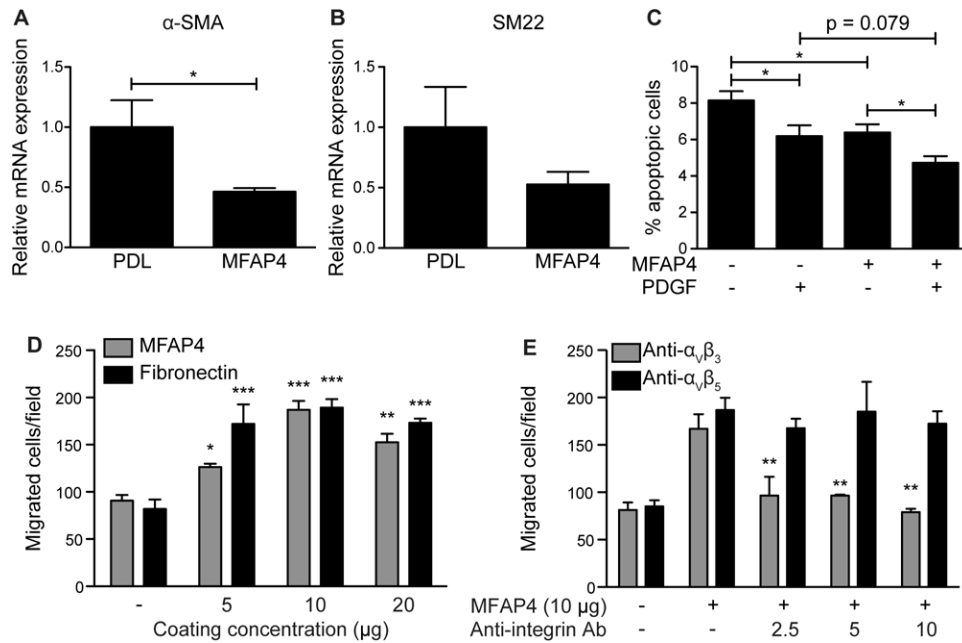 A
α-SMA
Relative mRNA expression
1.5
1.0
0.5
0.0
*
PDL MFAP4
B
SM22
Relative mRNA expression
1.5
1.0
0.5
0.0
PDL MFAP4
C
p = 0.079
*
*
*
% apoptopic cells
10
8
6
4
2
0
MFAP4 - - + +
PDGF - + - +
D
MFAP4
Fibronectin
Migrated cells/field
250
200
150
100
50
0
* *** *** *** ** ***
- 5 10 20
Coating concentration (µg)
E
Anti-αVβ3
Anti-αVβ5
Migrated cells/field
250
200
150
100
50
0
** ** **
MFAP4 (10 µg) - + + + +
Anti-integrin Ab - - 2.5 5 10